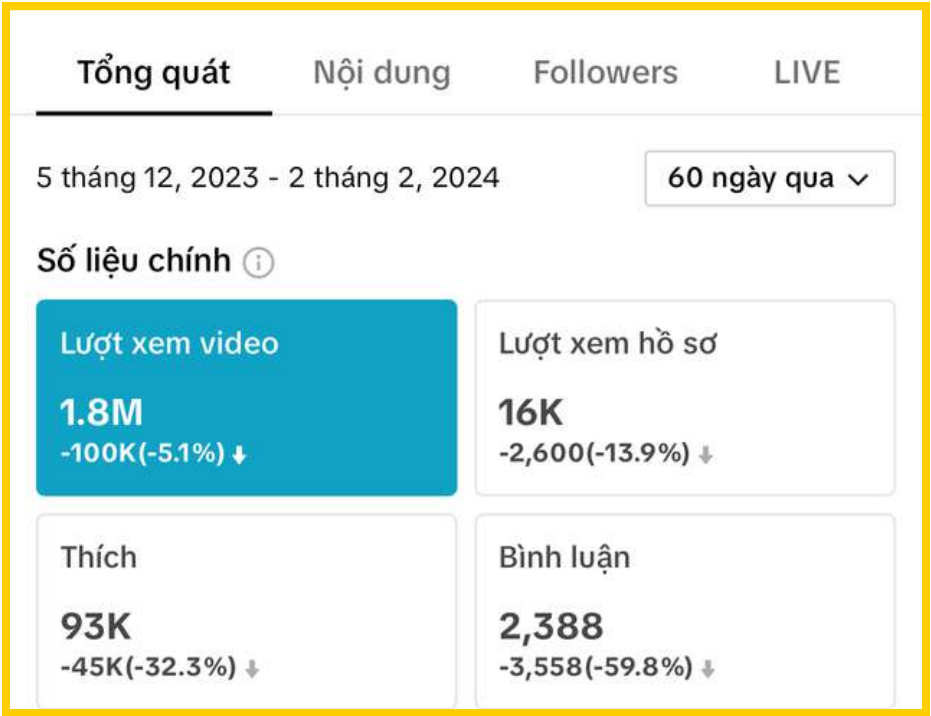 Tổng quát Nội dung Followers LIVE
5 tháng 12, 2023 - 2 tháng 2, 2024 60 ngày qua
Số liệu chính
Lượt xem video
1.8M
-100K(-5.1%)
Lượt xem hồ sơ
16K
-2,600(-13.9%)
Thích
93K
-45K(-32.3%)
Bình luận
2,388
-3,558(-59.8%)